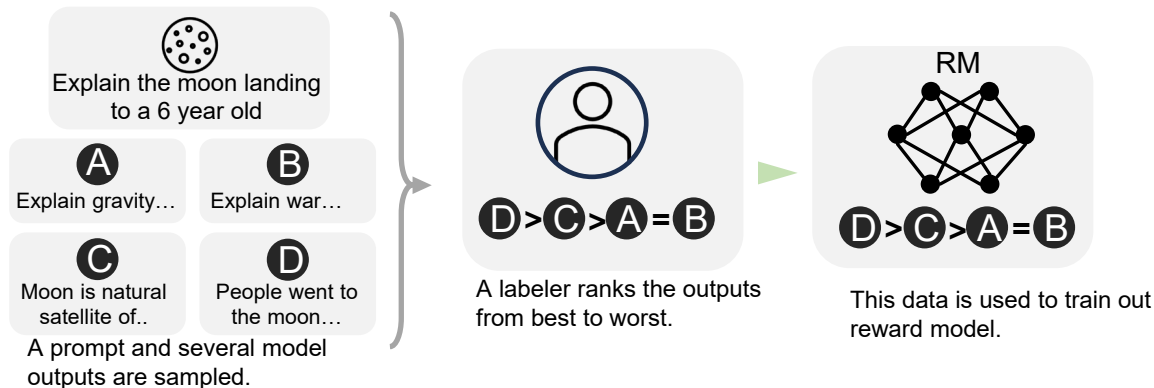 Explain the moon landing
to a 6 year old
A
B
Explain gravity…
Explain war…
C
D
Moon is natural
satellite of..
People went to
the moon…
A prompt and several model
outputs are sampled.
D>C>A=B
A labeler ranks the outputs
from best to worst.
RM
D>C>A=B
This data is used to train out
reward model.